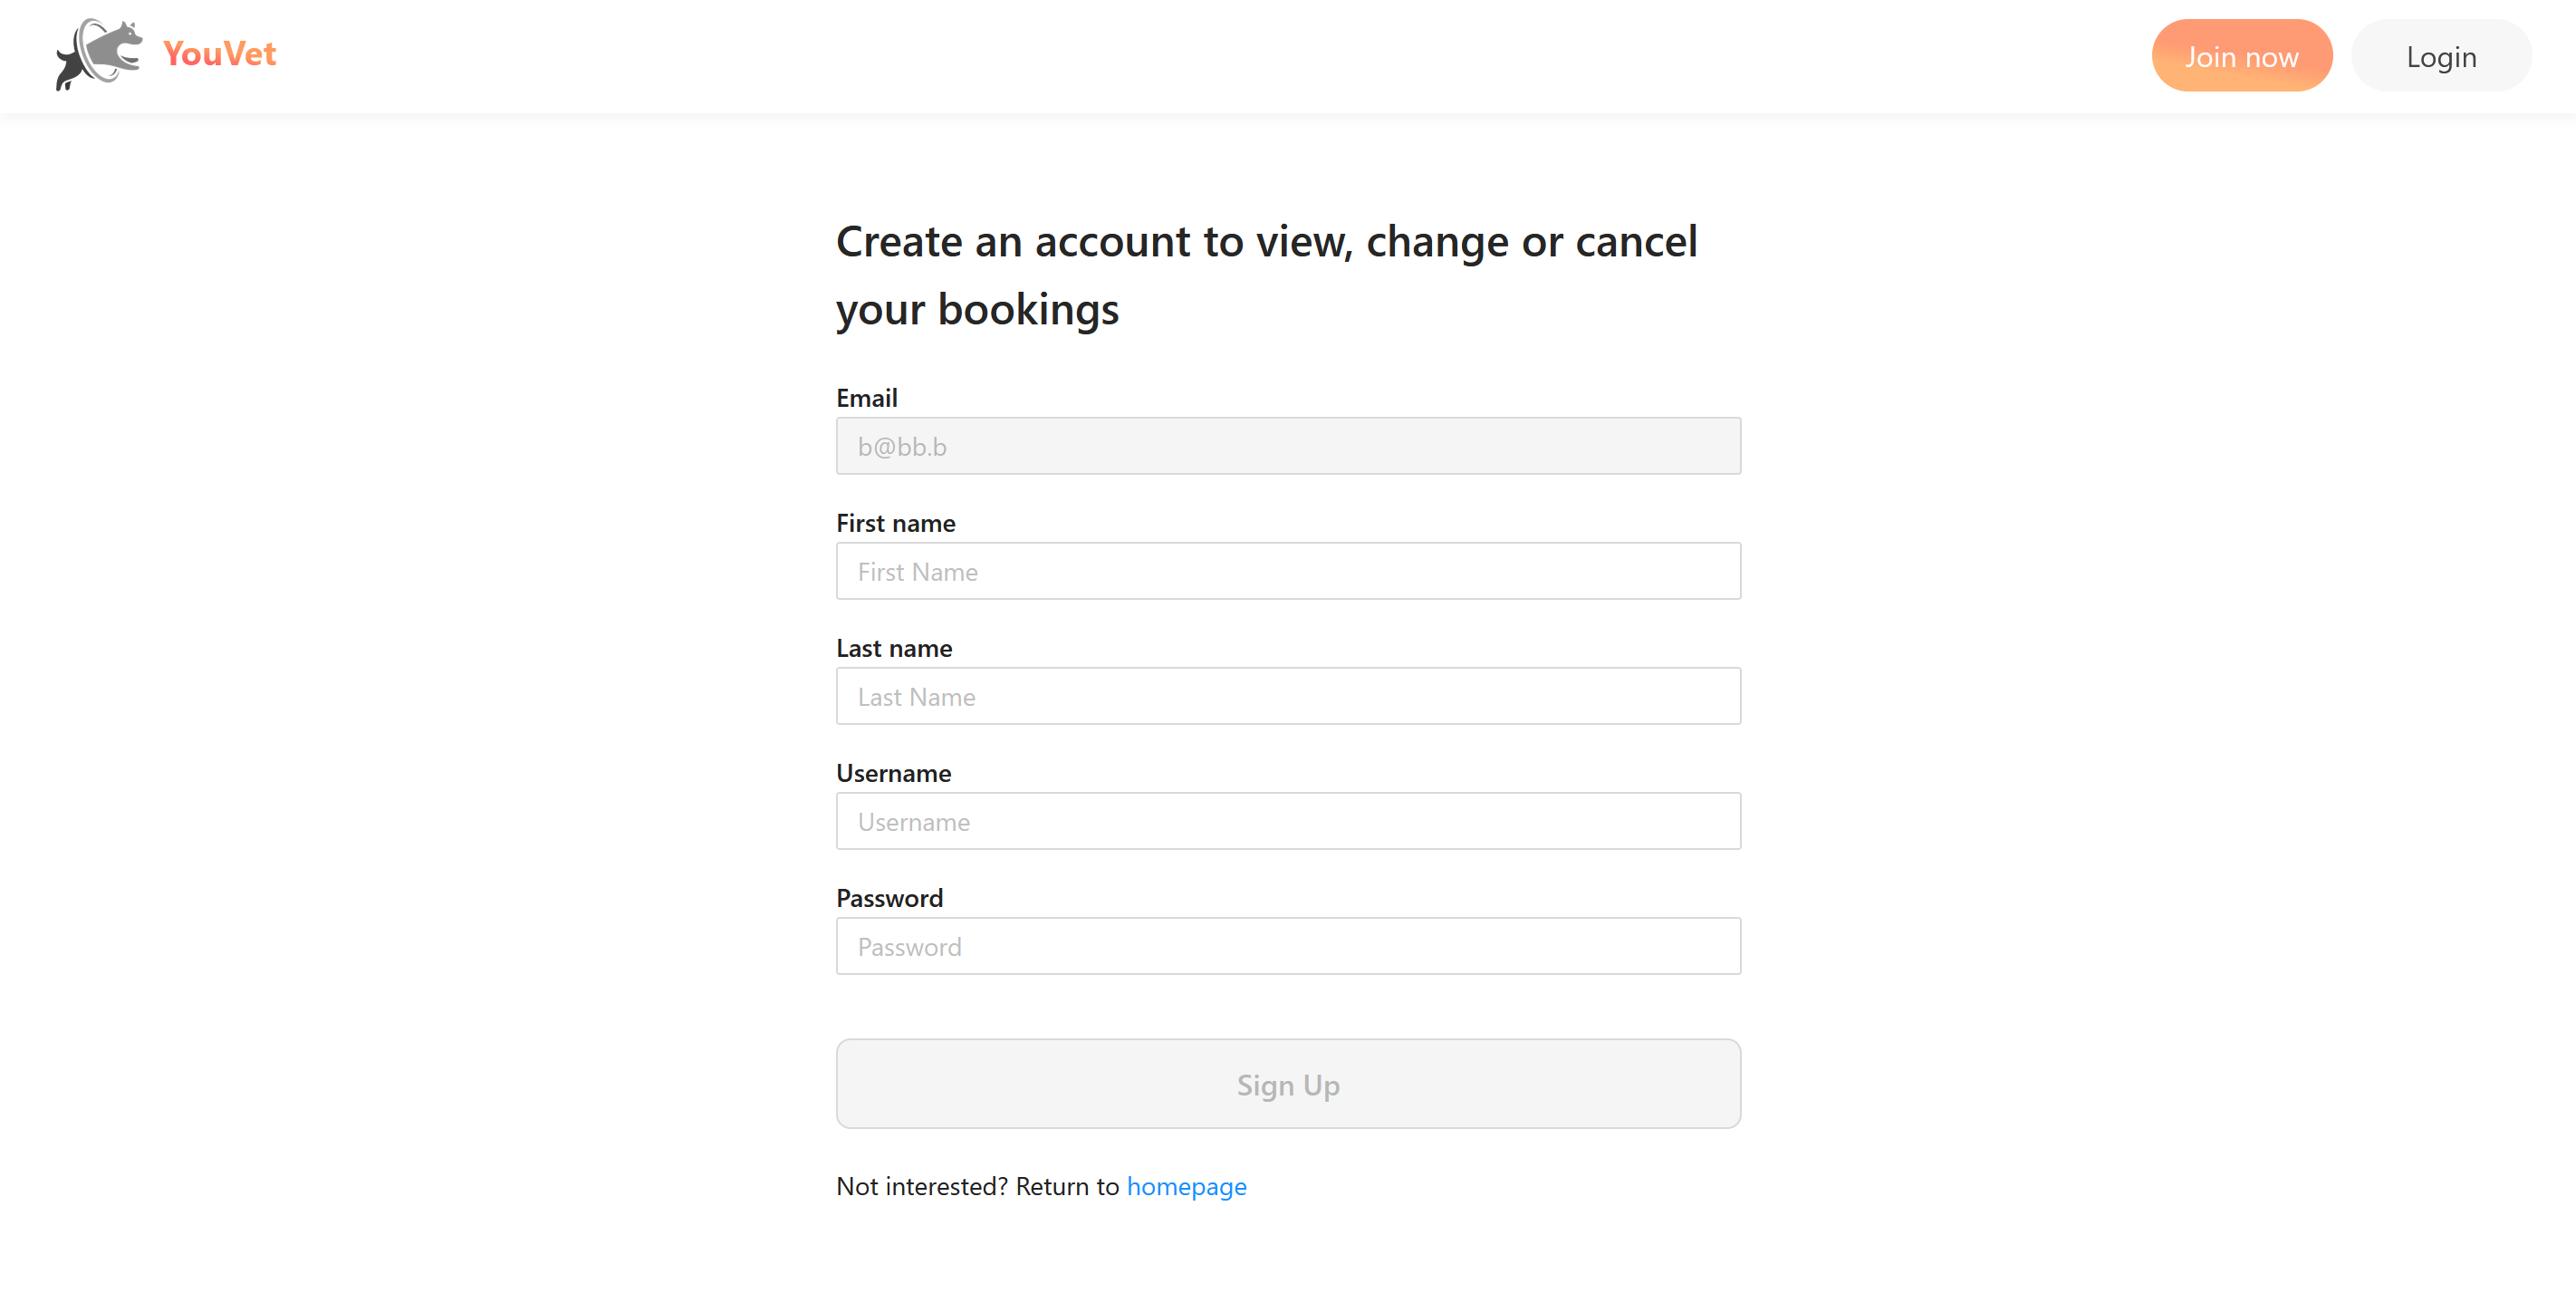 YouVet
Join now
Login
Create an account to view, change or cancel
your bookings
Email
b@bb.b
First name
First Name
Last name
Last Name
Username
Username
Password
Password
Sign Up
Not interested? Return to homepage